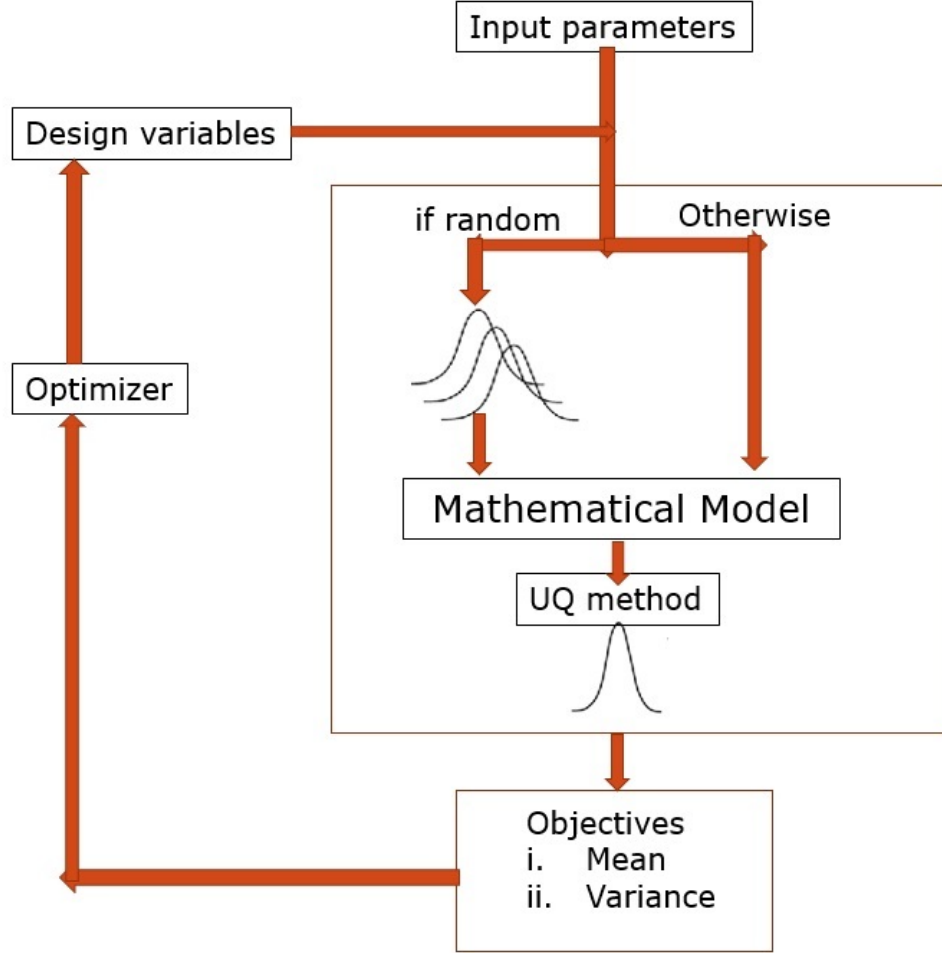 Input parameters
Design variables
if random
Otherwise
Optimizer
Mathematical Model
UQ method
Objectives
i. Mean
ii. Variance